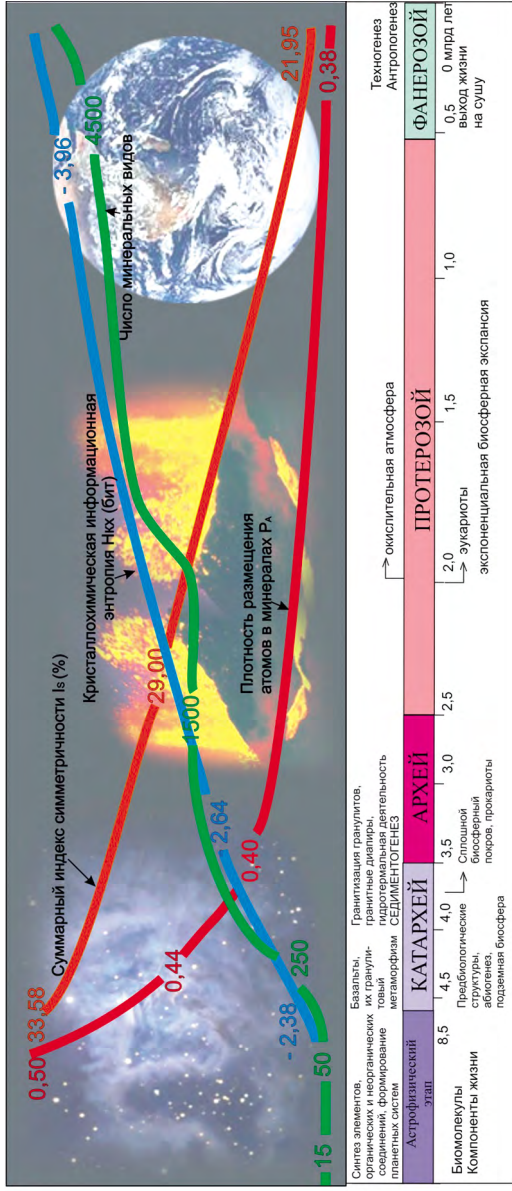 0,50
33,58
Суммарный индекс симметричности Is (%)
29,00
21,95
0,44
0,40
0,38
Плотность размещения
атомов в минералах PА
- 2,38
2,64
- 3,96
Кристаллохимическая информационная
энтропия Hкх (бит)
15
50
250
1500
4500
Число минеральных видов
Синтез элементов,
органических и неорганических
соединений, формирование
планетных систем
Базальты,
их гранули-
товый
метаморфизм
Гранитизация гранулитов,
гранитные диапиры,
гидротермальная деятельность
СЕДИМЕНТОГЕНЕЗ
окислительная атмосфера
Техногенез
Антропогенез
Астрофизический
этап
КАТАРХЕЙ
АРХЕЙ
ПРОТЕРОЗОЙ
ФАНЕРОЗОЙ
8,5
4,5
4,0
3,5
3,0
2,5
2,0
1,5
1,0
0,5
0 млрд лет
выход жизни
на сушу
Биомолекулы
Компоненты жизни
Предбиологические
структуры,
абиогенез,
подземная биосфера
Сплошной
биосферный
покров, прокариоты
эукариоты
экспоненциальная биосферная экспансия